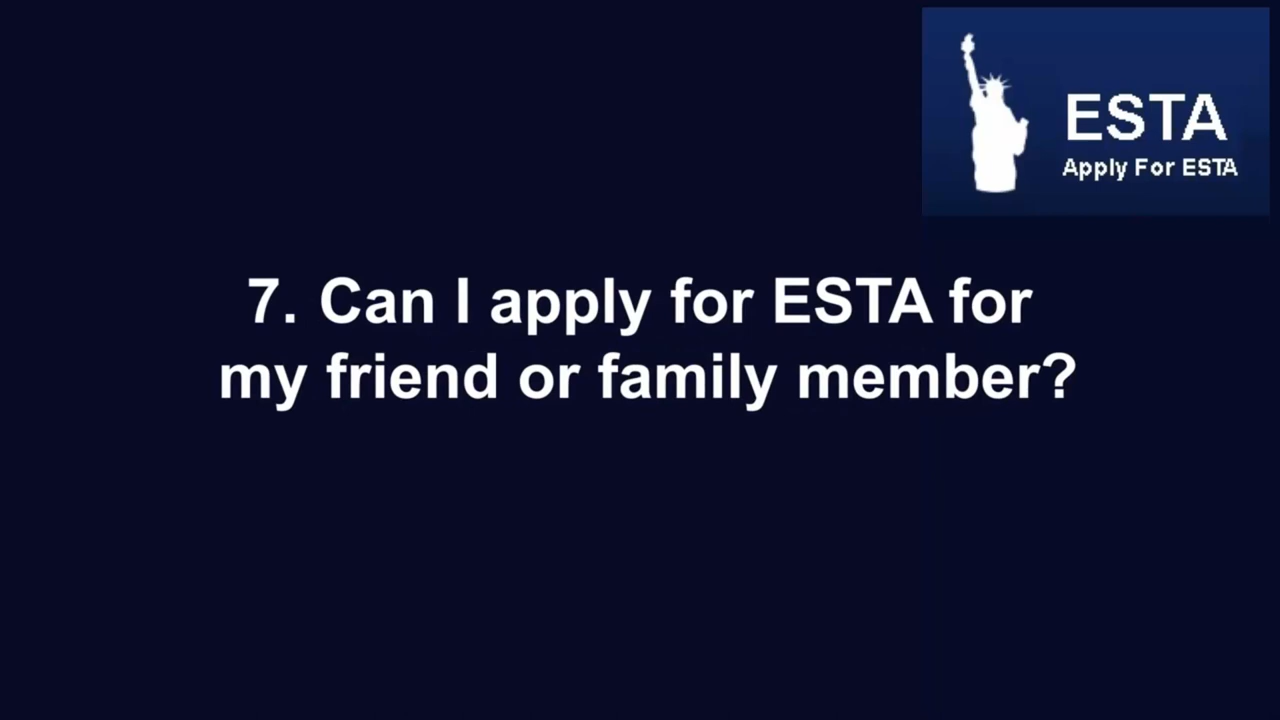 ESTA
Apply For ESTA
7. Can I apply for ESTA for
my friend or family member?